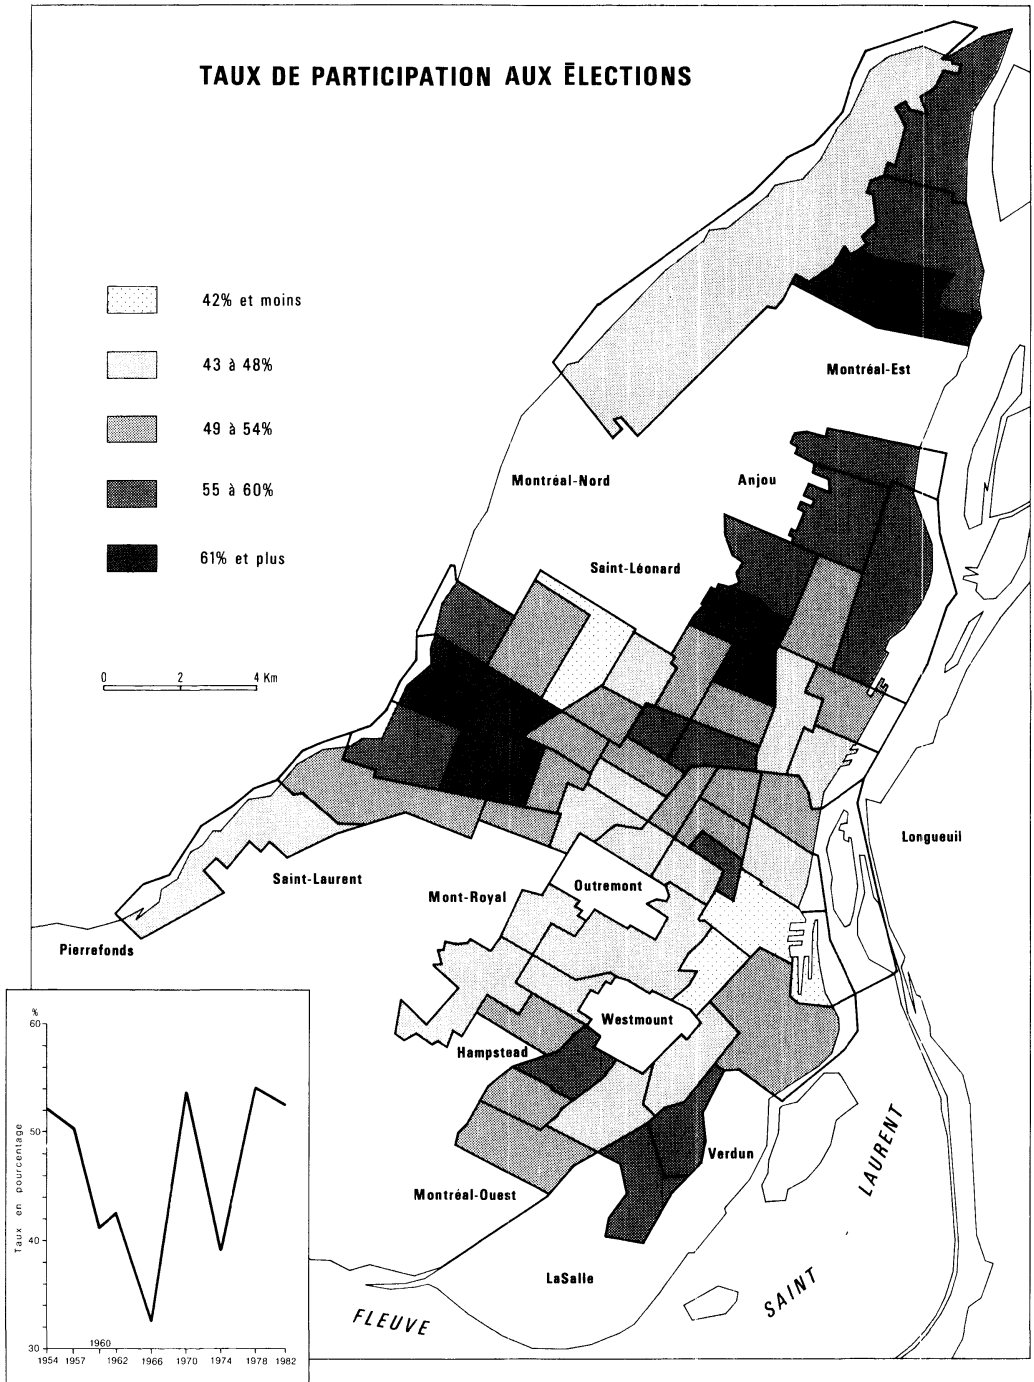 TAUX DE PARTICIPATION AUX ÉLECTIONS
42% et moins
43 à 48%
49 à 54%
55 à 60%
61% et plus
0 2 4 Km
Montréal-Est
Montréal-Nord
Anjou
Saint-Léonard
Longueuil
Saint-Laurent
Mont-Royal
Outremont
Pierrefonds
Westmount
Hampstead
Verdun
Montréal-Ouest
LaSalle
FLEUVE
SAINT
LAURENT
%
60
50
40
30
Taux en pourcentage
1954 1957 1960 1962 1966 1970 1974 1978 1982